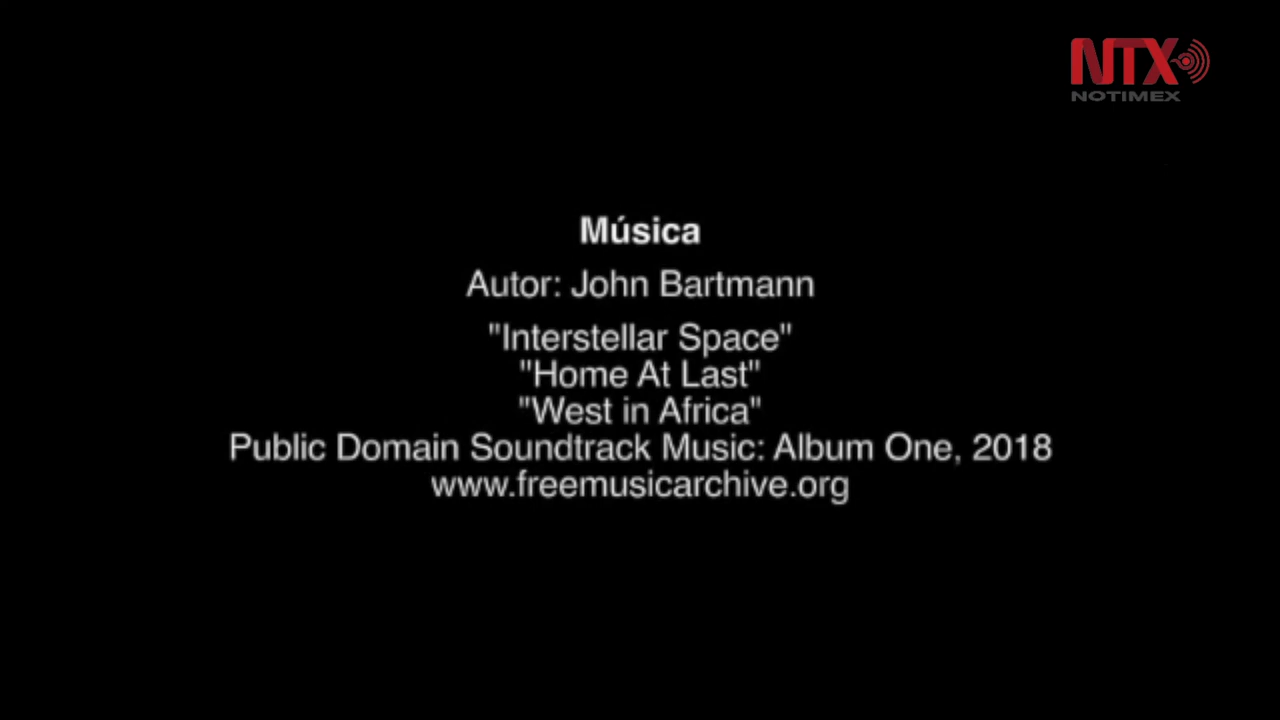 NTX
NOTIMEX
Música
Autor: John Bartmann
"Interstellar Space"
"Home At Last"
"West in Africa"
Public Domain Soundtrack Music: Album One, 2018
www.freemusicarchive.org